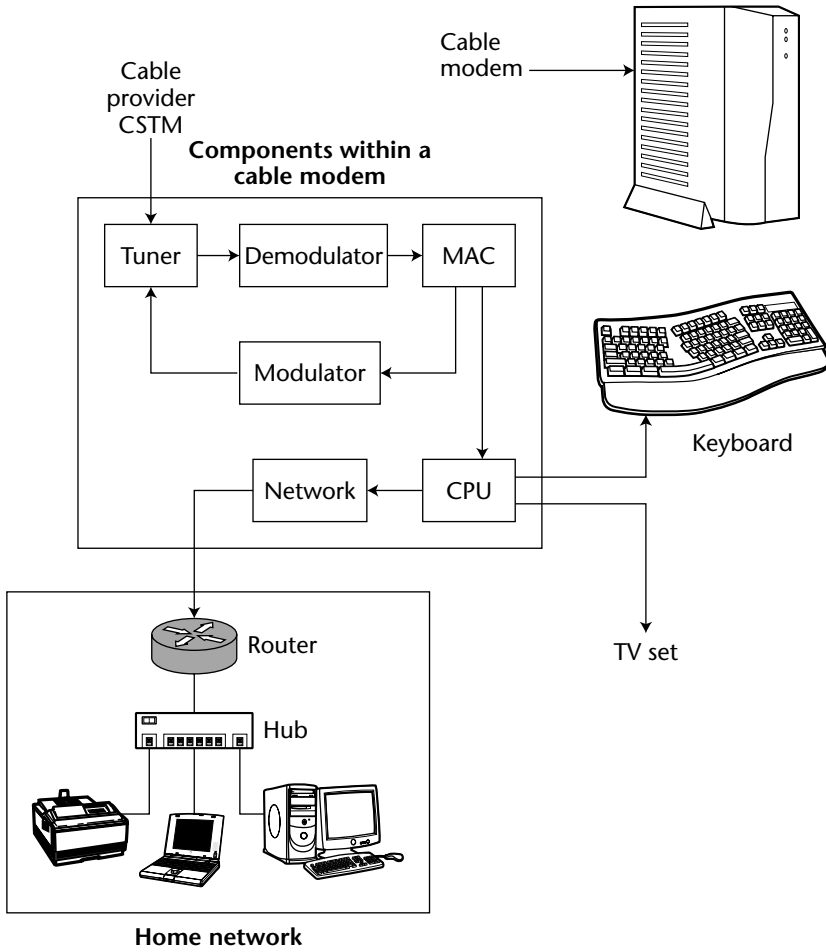 Cable
modem
Cable
provider
CSTM
Components within a
cable modem
Tuner
Demodulator
MAC
Modulator
Keyboard
Network
CPU
Router
TV set
Hub
Home network